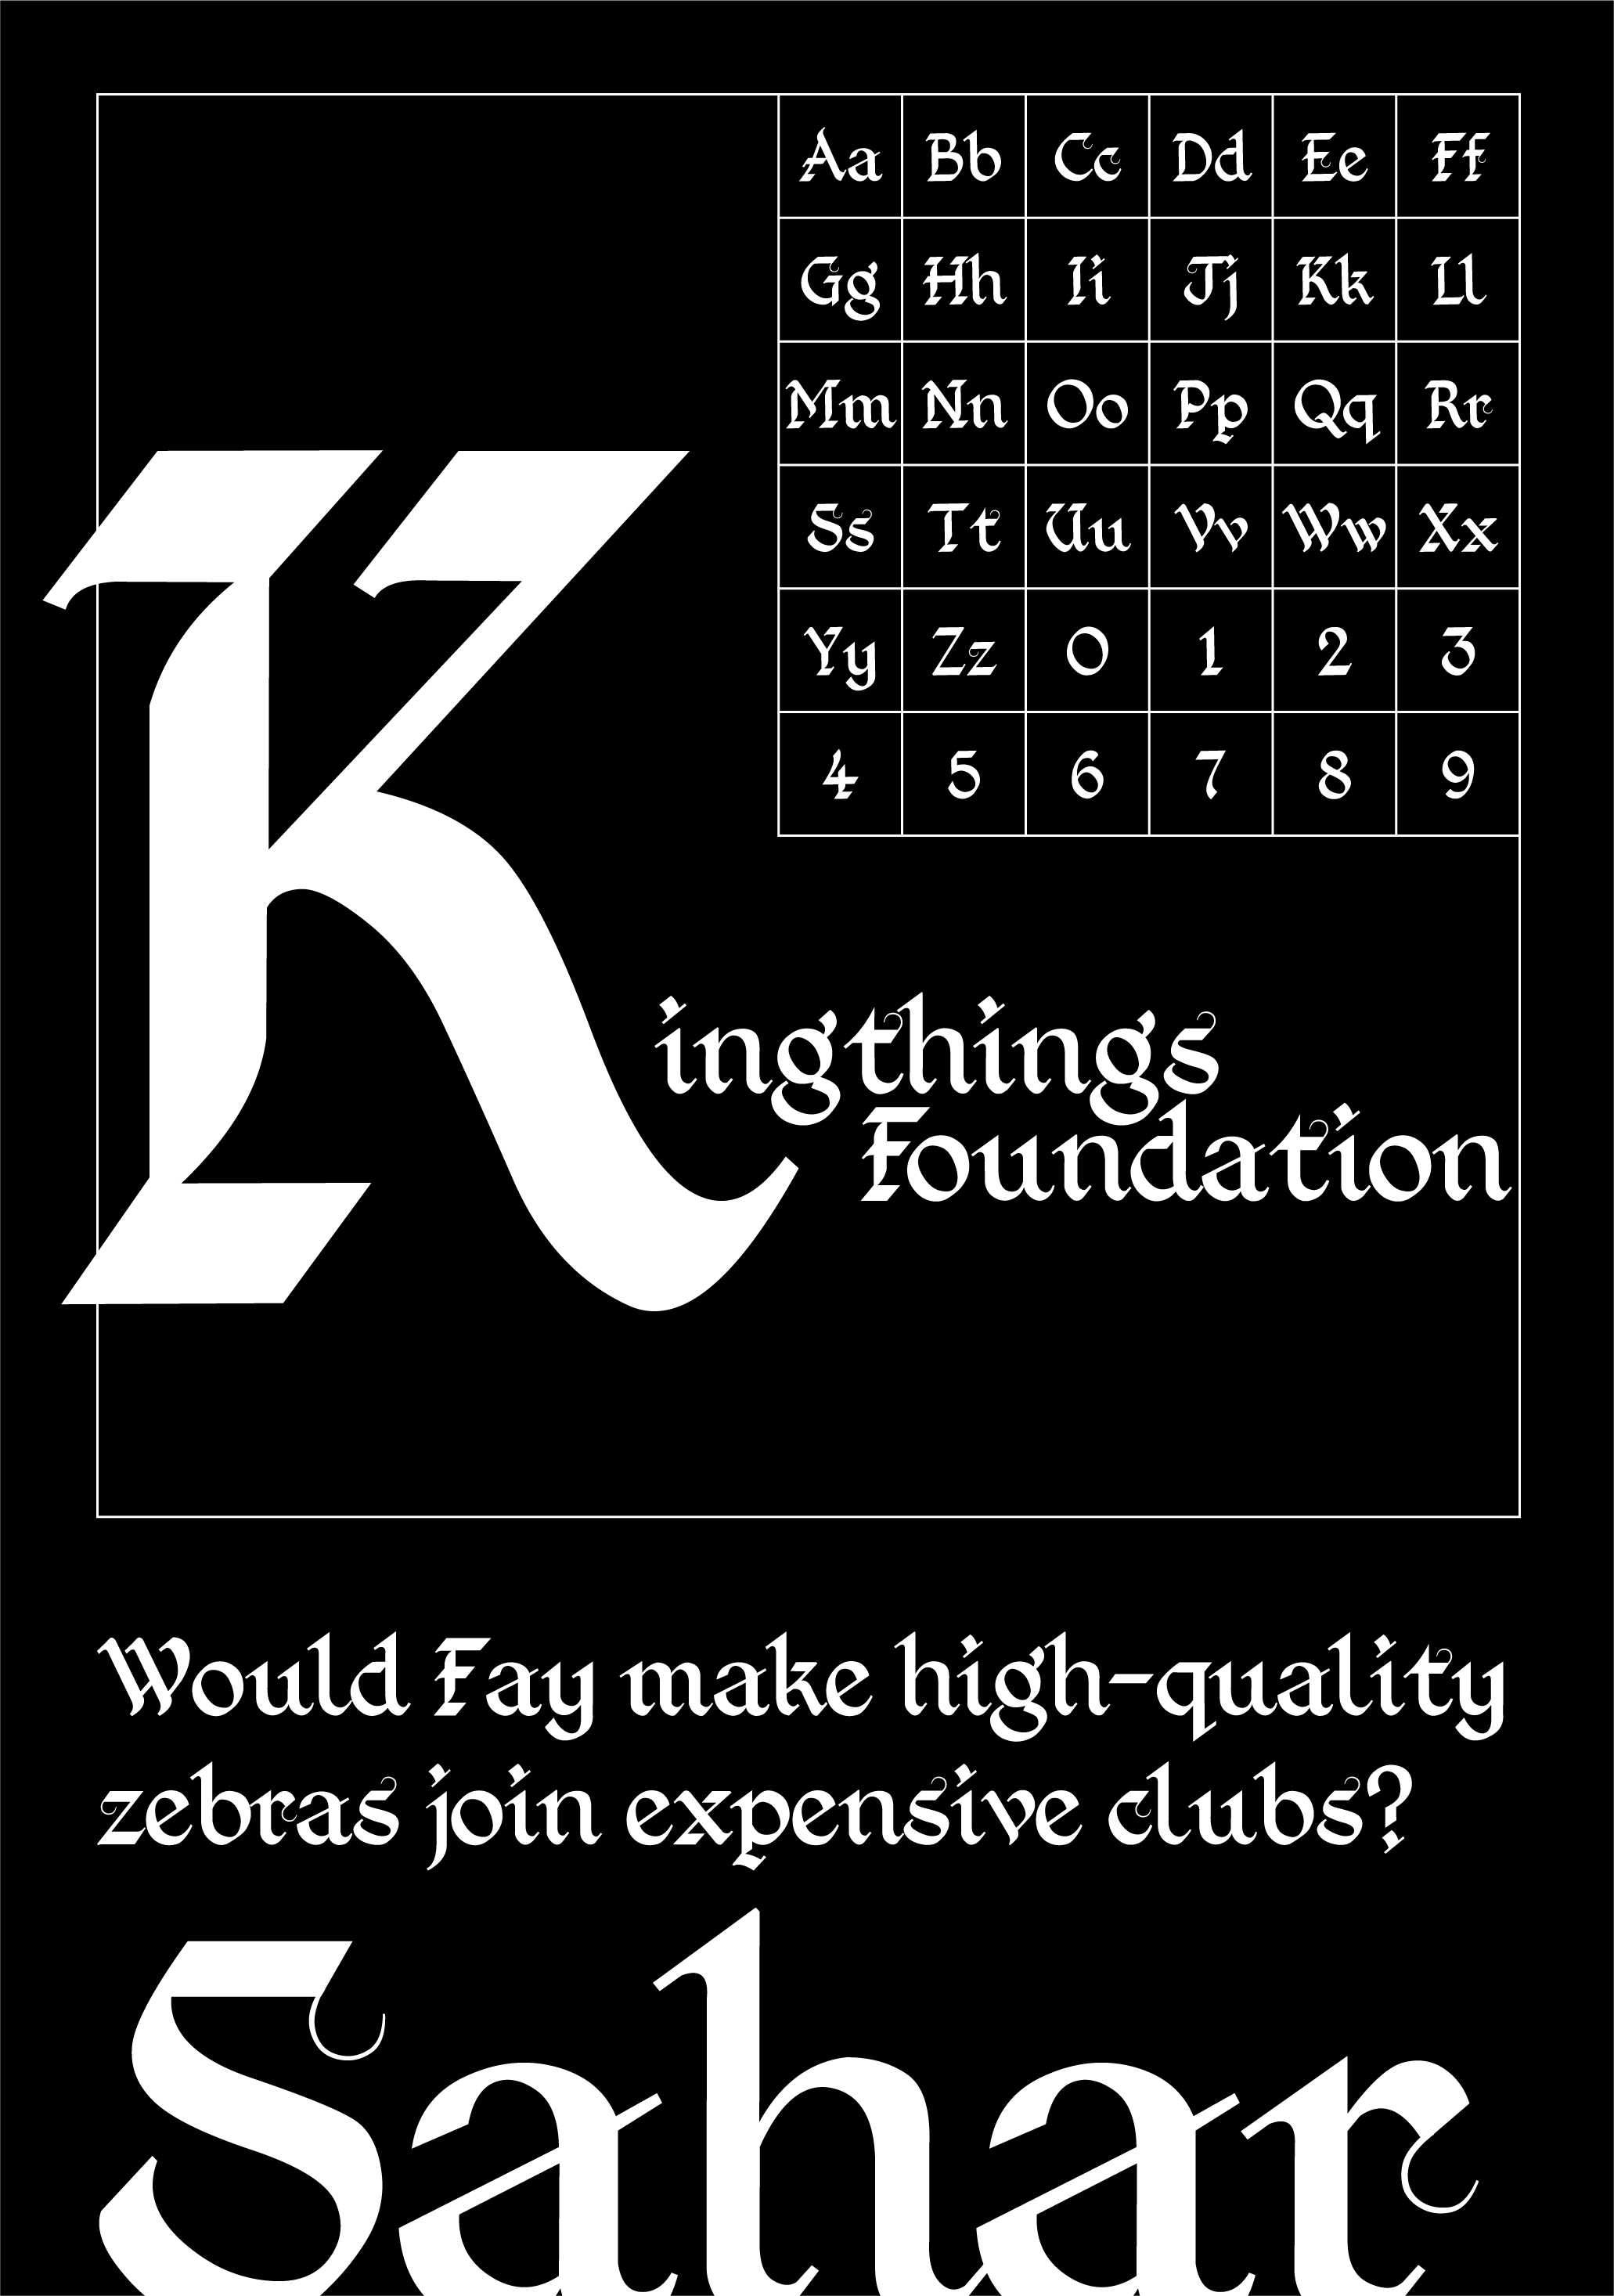 Aa Bb Cc Dd Ee Ff
Gg Hh Ii Jj Kk Ll
Mm Nn Oo Pp Qq Rr
Ss Tt Uu Vv Ww Xx
Yy Zz 0 1 2 3
4 5 6 7 8 9
Kingthings
Foundation
Would Fay make high-quality
zebras join expensive clubs?
Sahar